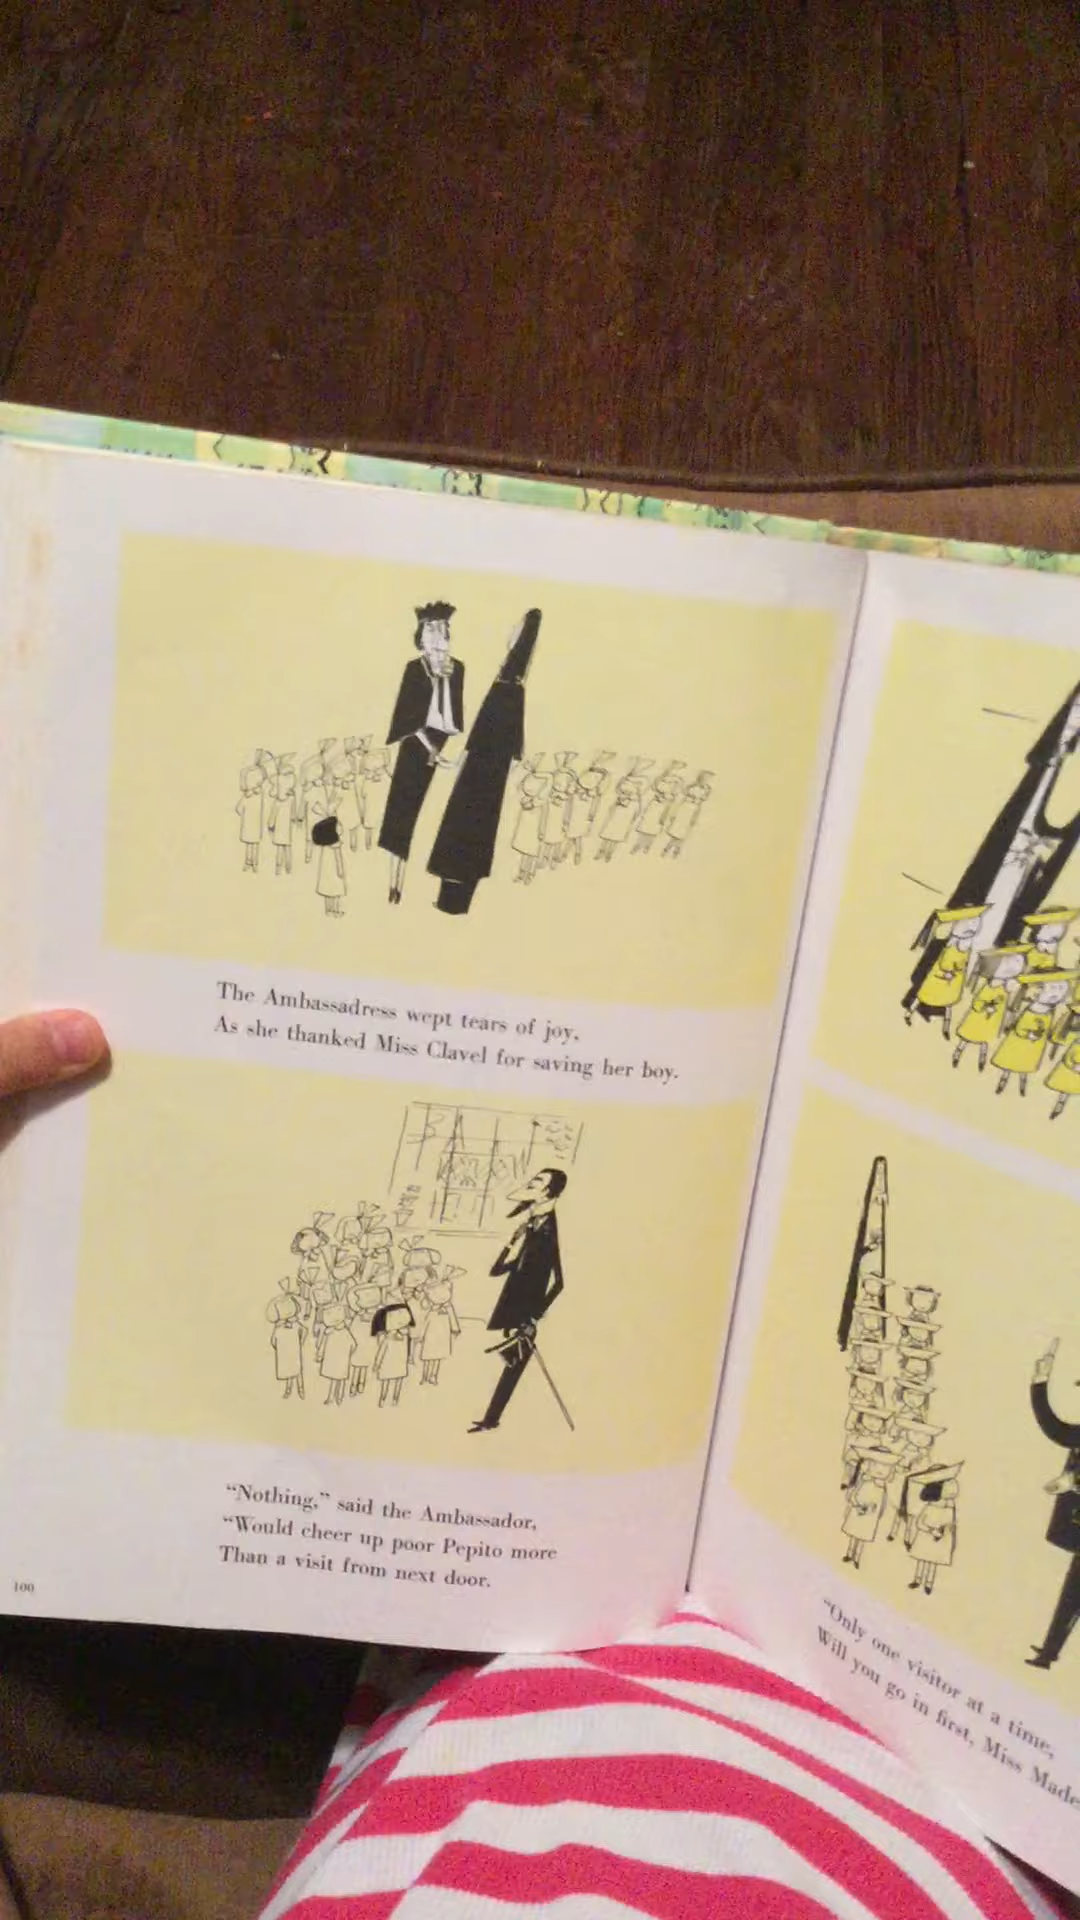 The Ambassadress wept tears of joy,
As she thanked Miss Clavel for saving her boy.
“Nothing,” said the Ambassador,
“Would cheer up poor Pepito more
Than a visit from next door.
100
“Only one visitor at a time,
Will you go in first, Miss Made